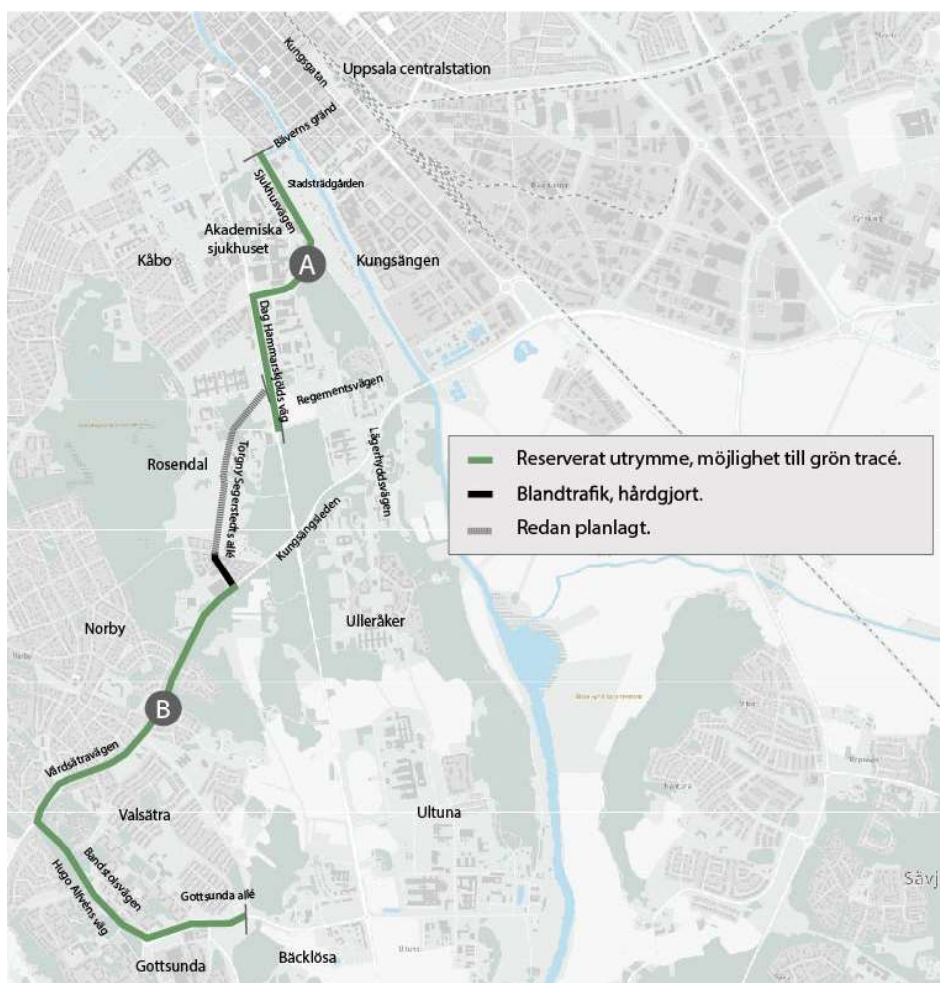 Kungsgatan
Uppsala centralstation
Bäverns gränd
Sjukhusvägen
Stadsträdgården
Akademiska
sjukhuset
Kåbo
A
Kungsängen
Dag Hammarskjölds väg
Regementsvägen
Rosendal
Torgny Segerstedts allé
Lägerhyddsvägen
Kungsängsleden
Reserverat utrymme, möjlighet till grön tracé.
Blandtrafik, hårdgjort.
Redan planlagt.
Norby
Ulleråker
B
Vårdsätravägen
Valsätra
Ultuna
Bandstolsvägen
Hugo Alfvéns väg
Gottsunda allé
Gottsunda
Bäcklösa
Sävj